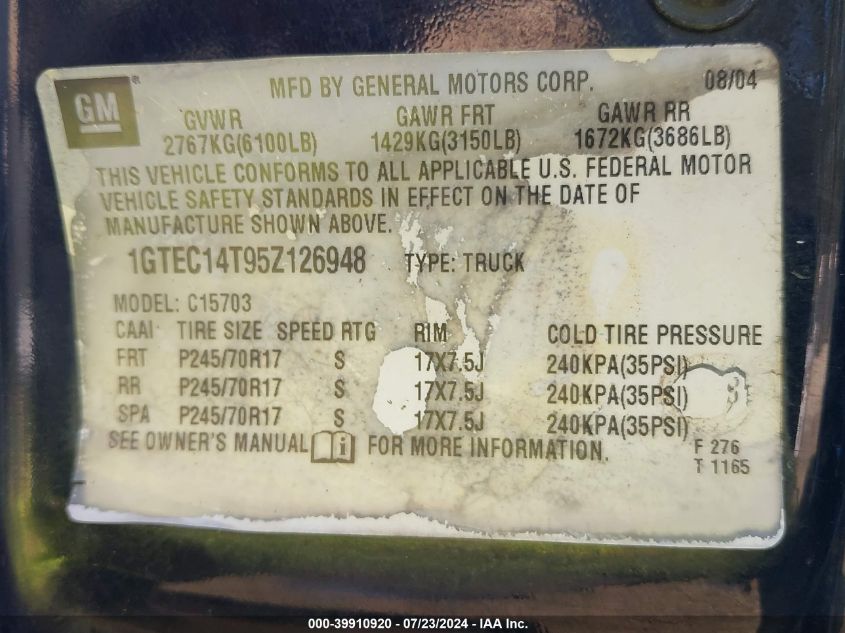 GM ® MFD BY GENERAL MOTORS CORP. 08/04
GVWR GAWR FRT GAWR RR
2767KG(6100LB) 1429KG(3150LB) 1672KG(3686LB)
THIS VEHICLE CONFORMS TO ALL APPLICABLE U.S. FEDERAL MOTOR
VEHICLE SAFETY STANDARDS IN EFFECT ON THE DATE OF
MANUFACTURE SHOWN ABOVE.
1GTEC14T95Z126948 TYPE: TRUCK
MODEL: C15703
CAAI TIRE SIZE SPEED RTG RIM COLD TIRE PRESSURE
FRT P245/70R17 S 17X7.5J 240KPA(35PSI)
RR P245/70R17 S 17X7.5J 240KPA(35PSI)
SPA P245/70R17 S 17X7.5J 240KPA(35PSI)
SEE OWNER'S MANUAL i FOR MORE INFORMATION.
F 276
T 1165
000-39910920 / 07/23/2024 - IAA Inc.